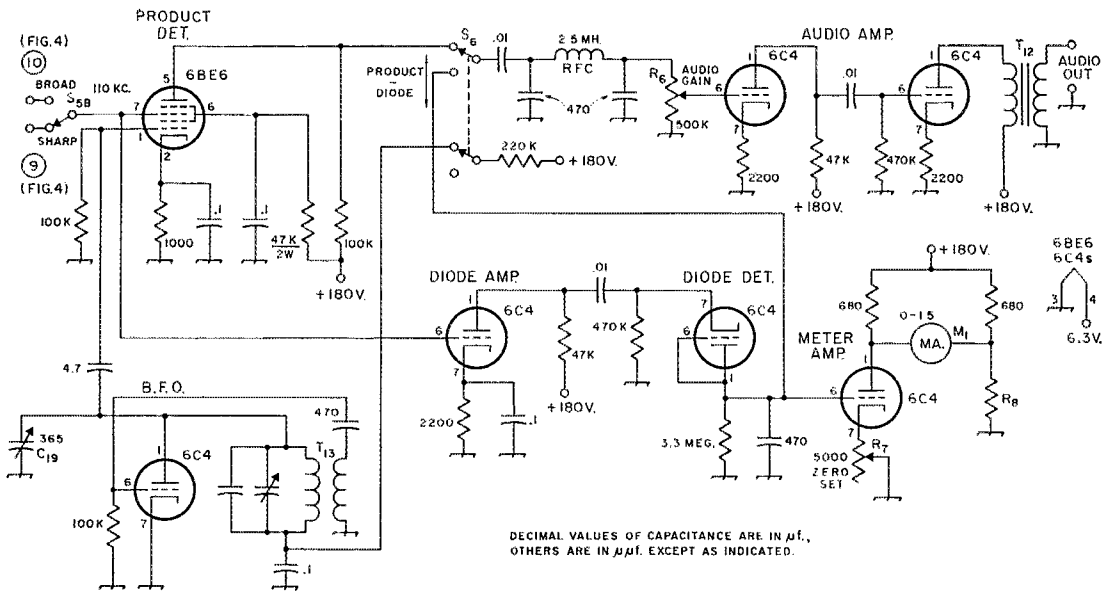 PRODUCT
DET.
(FIG.4)
10
BROAD
S5B
110 KC.
SHARP
9
(FIG.4)
6BE6
5
7
6
1
2
100K
1000
.1
.1
47K
2W
100K
+180V.
S6
PRODUCT
~
DIODE
.01
2.5 MH.
RFC
470
R6
AUDIO
GAIN
500K
220K
+180V.
AUDIO AMP.
6C4
1
6
7
2200
47K
+180V.
.01
470K
6C4
1
6
7
2200
T12
AUDIO
OUT
+180V.
DIODE AMP.
6C4
1
6
7
2200
.1
47K
+180V.
.01
470K
DIODE DET.
6C4
7
6
1
3.3 MEG.
470
+180V.
680
680
0-1.5
MA.
M1
METER
AMP.
6C4
1
6
7
R8
R7
5000
ZERO
SET
6BE6
6C4s
3
4
6.3V.
4.7
B.F.O.
365
C19
6C4
1
6
7
100K
470
T13
.1
DECIMAL VALUES OF CAPACITANCE ARE IN µf.,
OTHERS ARE IN µµf. EXCEPT AS INDICATED.